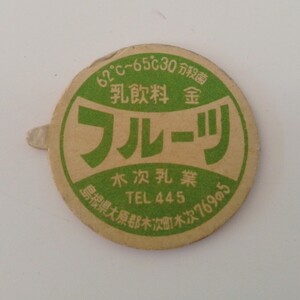 62°C~65°C30分殺菌
乳飲料 金
フルーツ
木次乳業
TEL 445
島根県大原郡木次町木次769の5